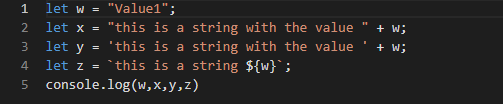 1 let w = "Value1";
2 let x = "this is a string with the value " + w;
3 let y = 'this is a string with the value ' + w;
4 let z = `this is a string ${w}`;
5 console.log(w,x,y,z)